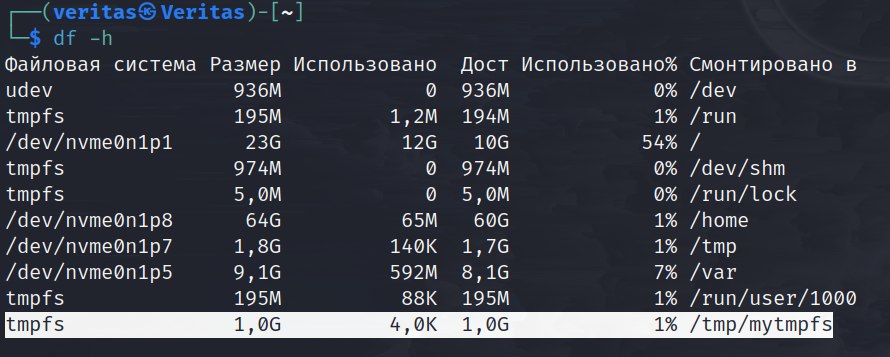 ┌──(veritas㉿Veritas)-[~]
└─$ df -h
Файловая система Размер Использовано  Дост Использовано% Смонтировано в
udev               936M            0  936M            0% /dev
tmpfs              195M         1,2M  194M            1% /run
/dev/nvme0n1p1      23G          12G   10G           54% /
tmpfs              974M            0  974M            0% /dev/shm
tmpfs              5,0M            0  5,0M            0% /run/lock
/dev/nvme0n1p8      64G          65M   60G            1% /home
/dev/nvme0n1p7     1,8G         140K  1,7G            1% /tmp
/dev/nvme0n1p5     9,1G         592M  8,1G            7% /var
tmpfs              195M          88K  195M            1% /run/user/1000
tmpfs              1,0G         4,0K  1,0G            1% /tmp/mytmpfs